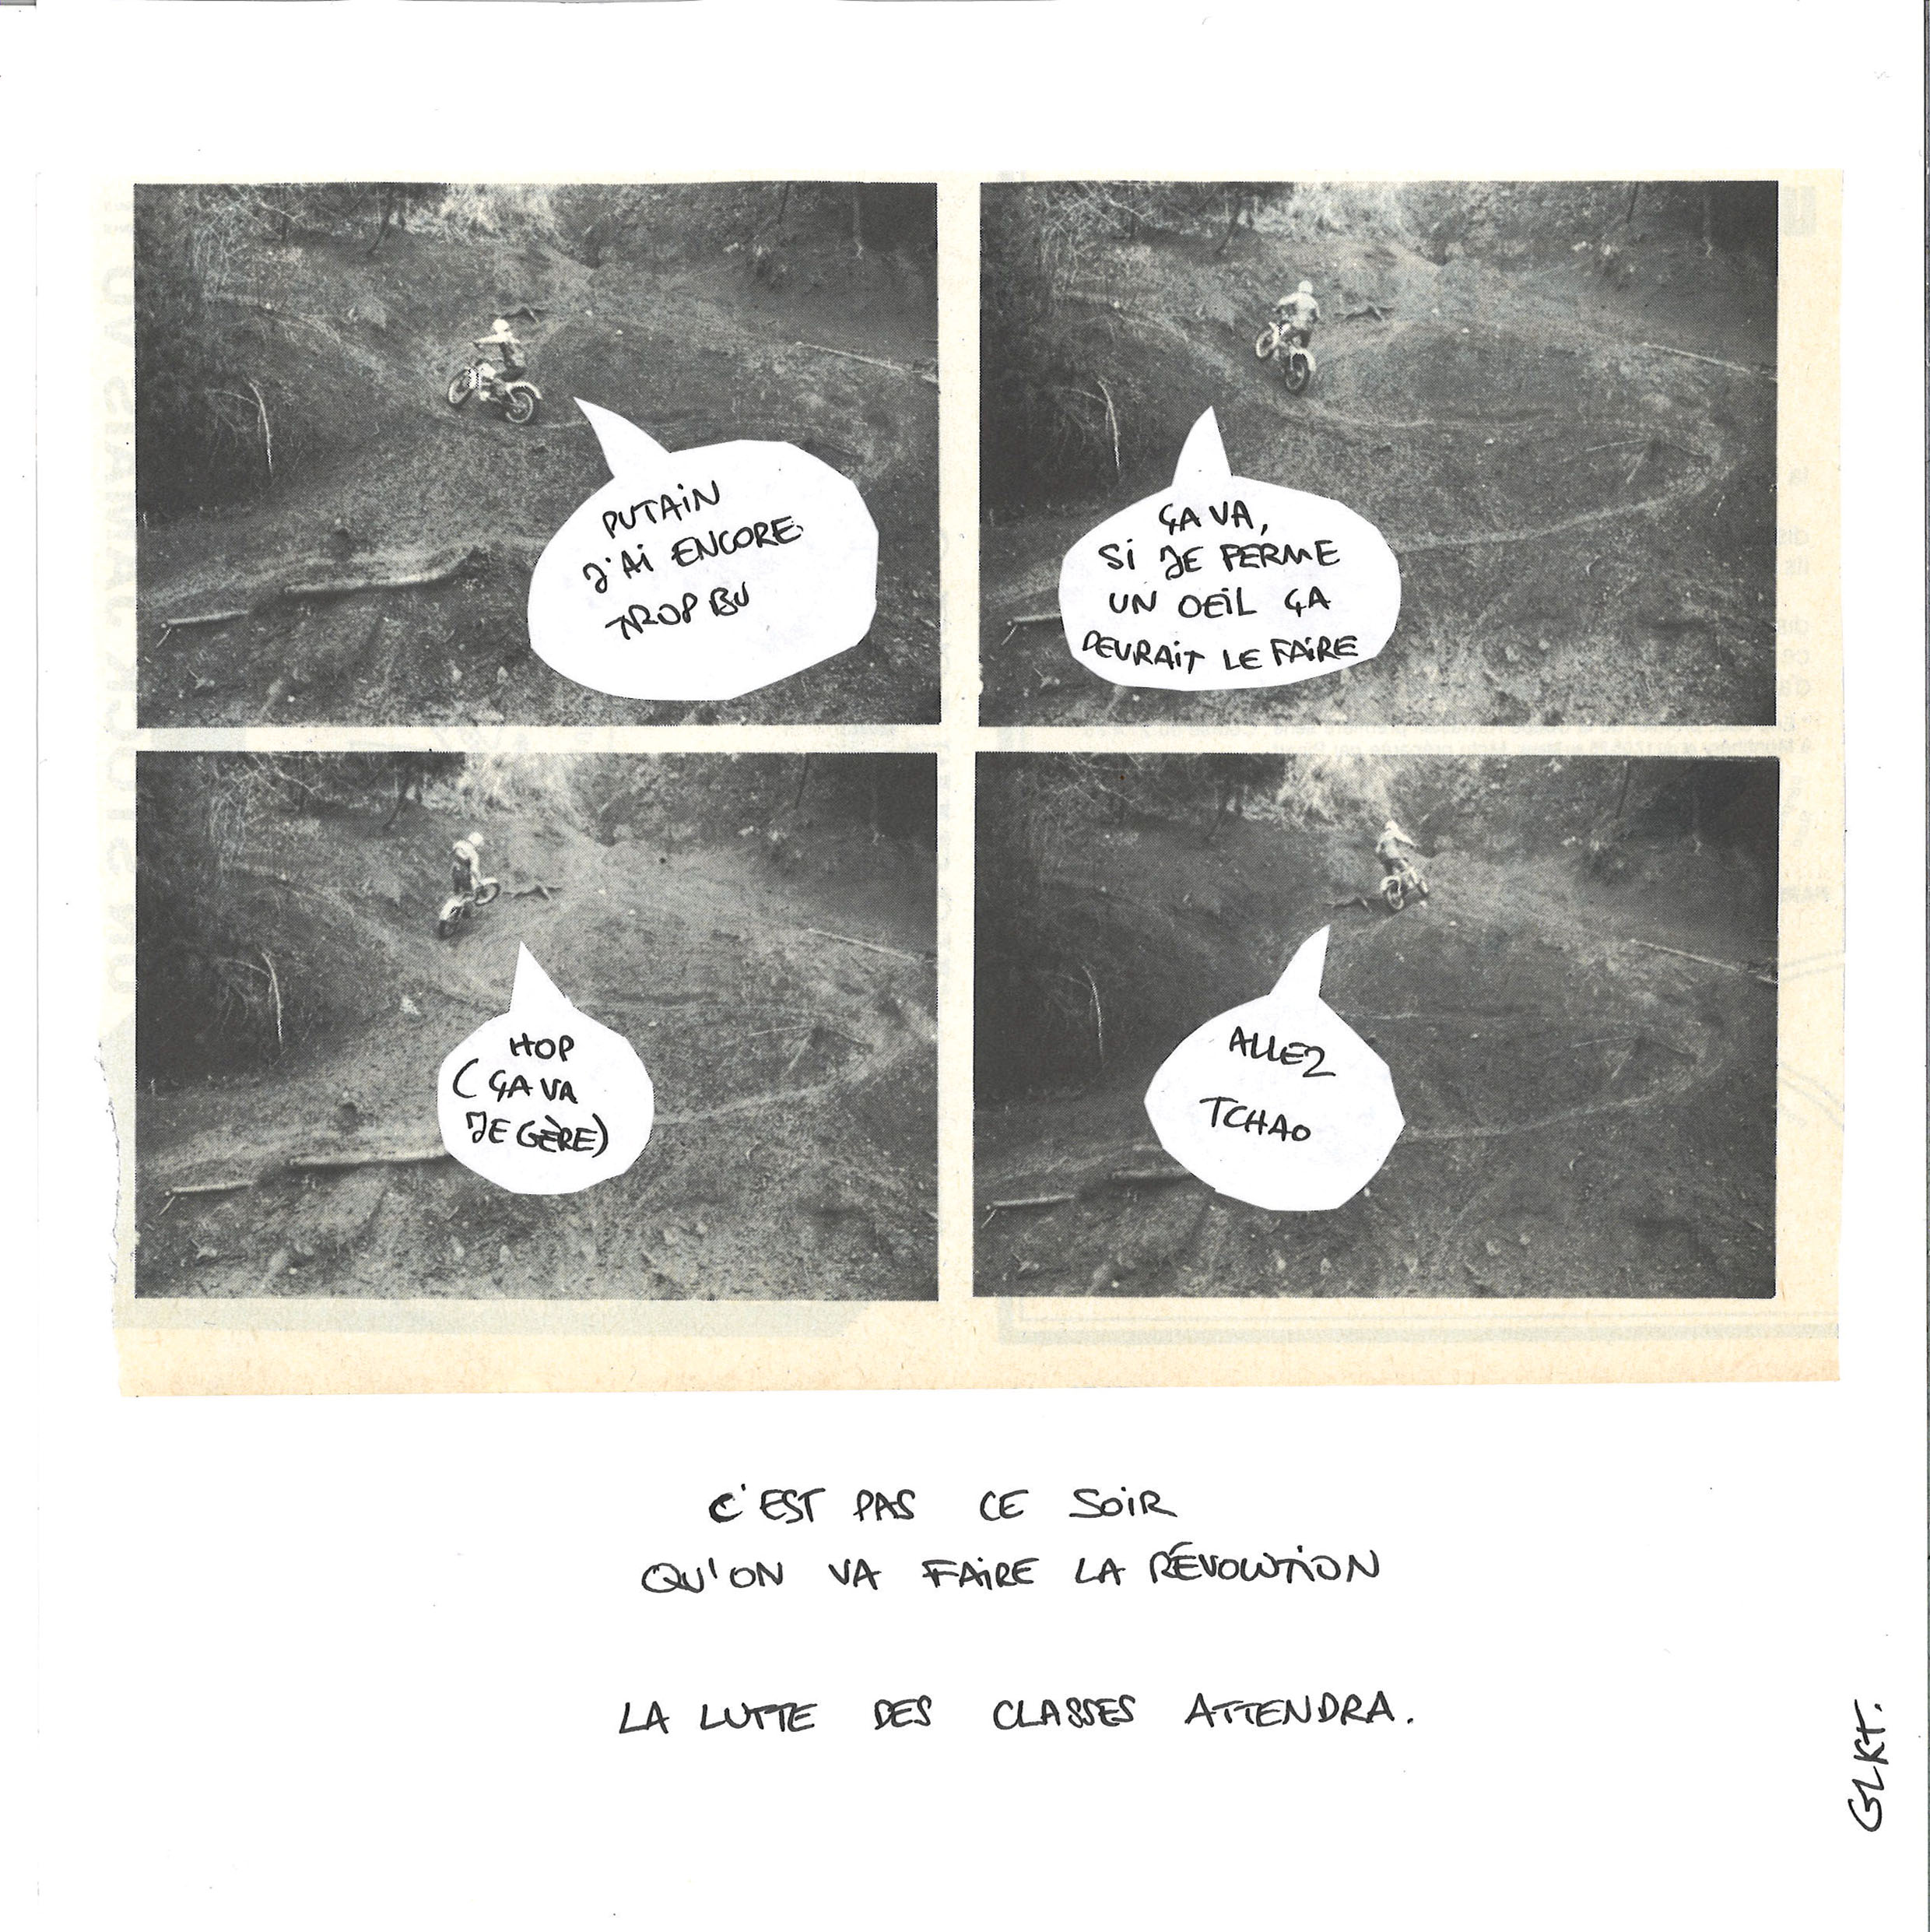 PUTAIN
J'AI ENCORE
TROP BU
ÇA VA,
SI JE FERME
UN OEIL ÇA
DEVRAIT LE FAIRE
HOP
(ÇA VA
JE GÈRE)
ALLEZ
TCHAO
C'EST PAS CE SOIR
QU'ON VA FAIRE LA RÉVOLUTION
LA LUTTE DES CLASSES ATTENDRA.
GLKT.